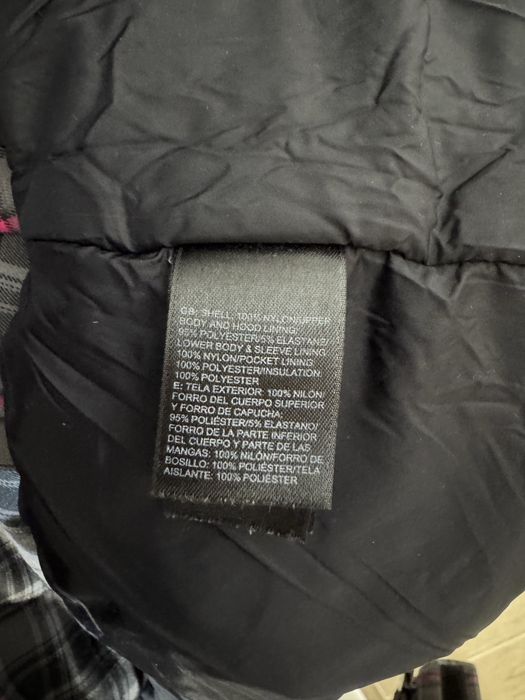 GB: SHELL: 100% NYLON/UPPER
BODY AND HOOD LINING:
95% POLYESTER/5% ELASTANE/
LOWER BODY & SLEEVE LINING:
100% NYLON/POCKET LINING:
100% POLYESTER/INSULATION:
100% POLYESTER
E: TELA EXTERIOR: 100% NILÓN/
FORRO DEL CUERPO SUPERIOR
Y FORRO DE CAPUCHA:
95% POLIÉSTER/5% ELASTANO/
FORRO DE LA PARTE INFERIOR
DEL CUERPO Y PARTE DE LAS
MANGAS: 100% NILÓN/FORRO DE
BOSILLO: 100% POLIÉSTER/TELA
AISLANTE: 100% POLIÉSTER